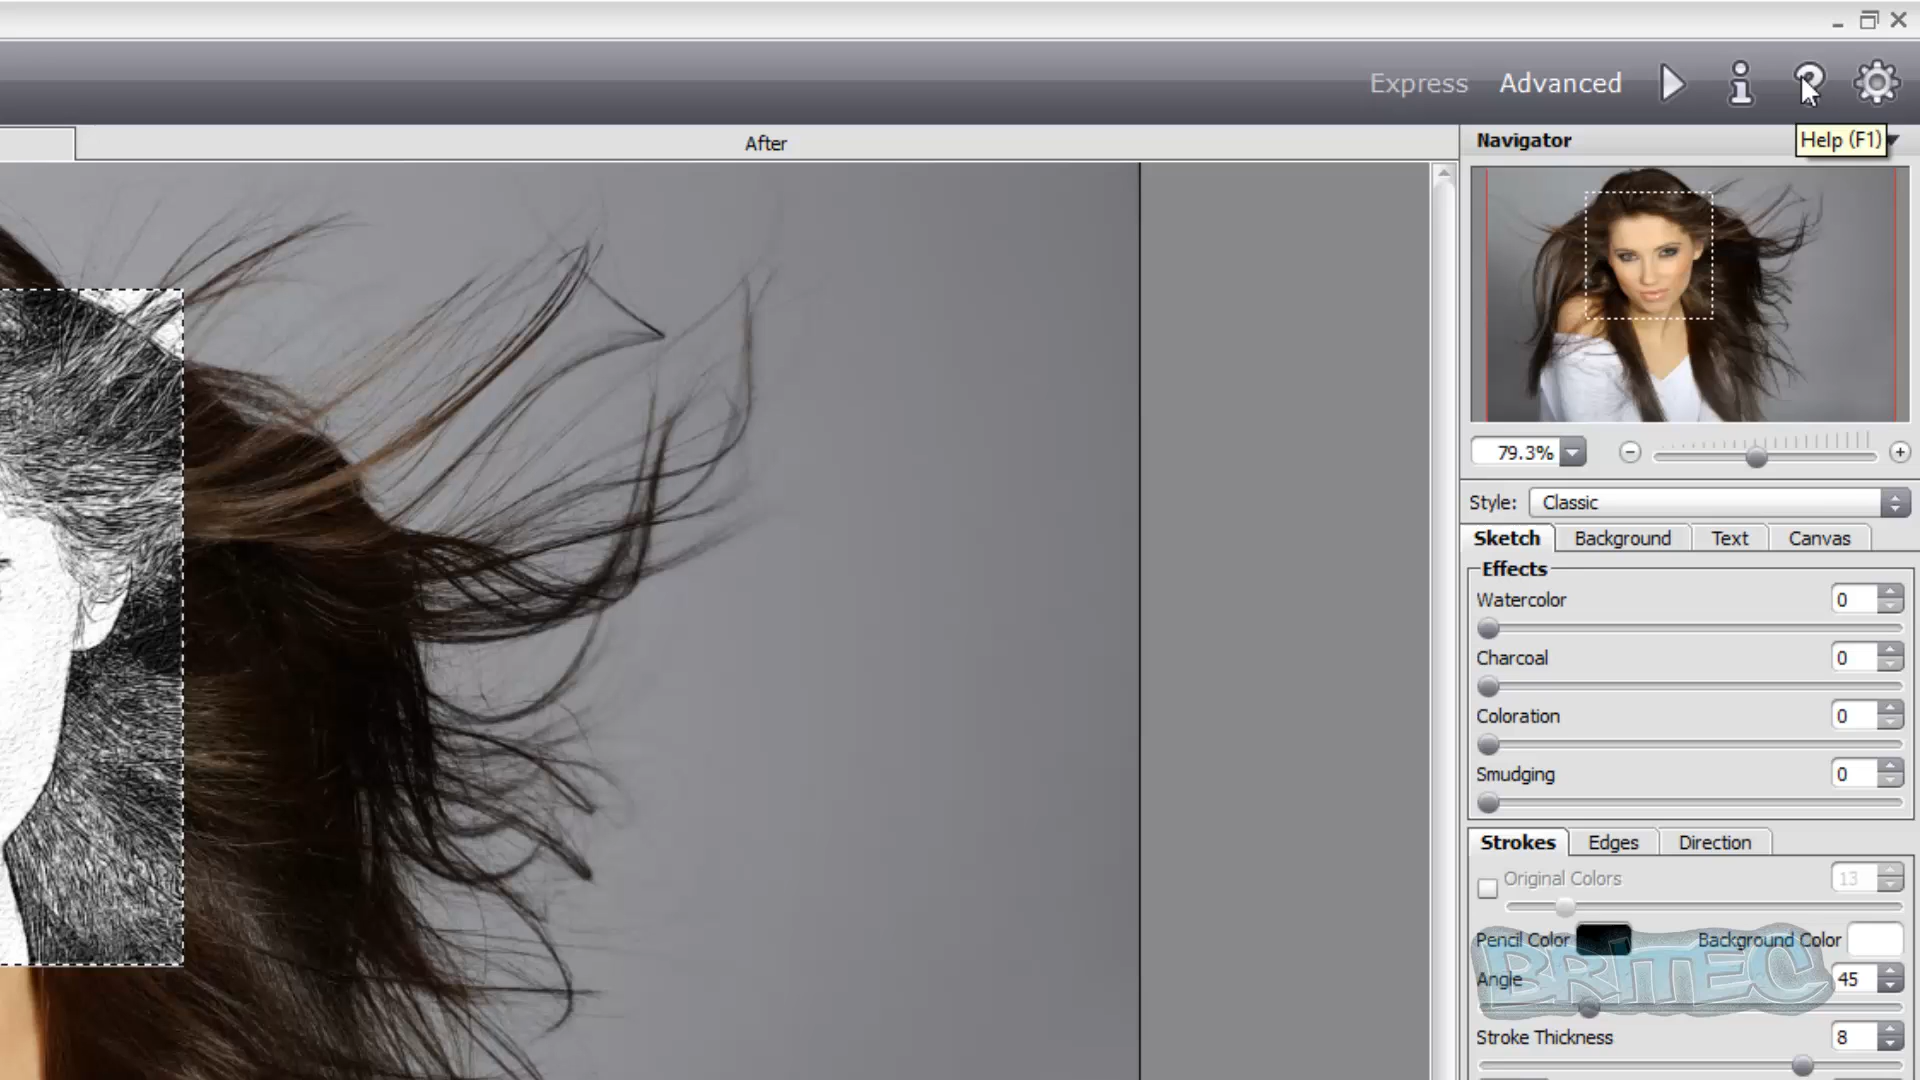 Express Advanced
After
Navigator
Help (F1)
79.3%
Style: Classic
Sketch Background Text Canvas
Effects
Watercolor 0
Charcoal 0
Coloration 0
Smudging 0
Strokes Edges Direction
Original Colors 13
Pencil Color Background Color
BRITEC
Angle 45
Stroke Thickness 8